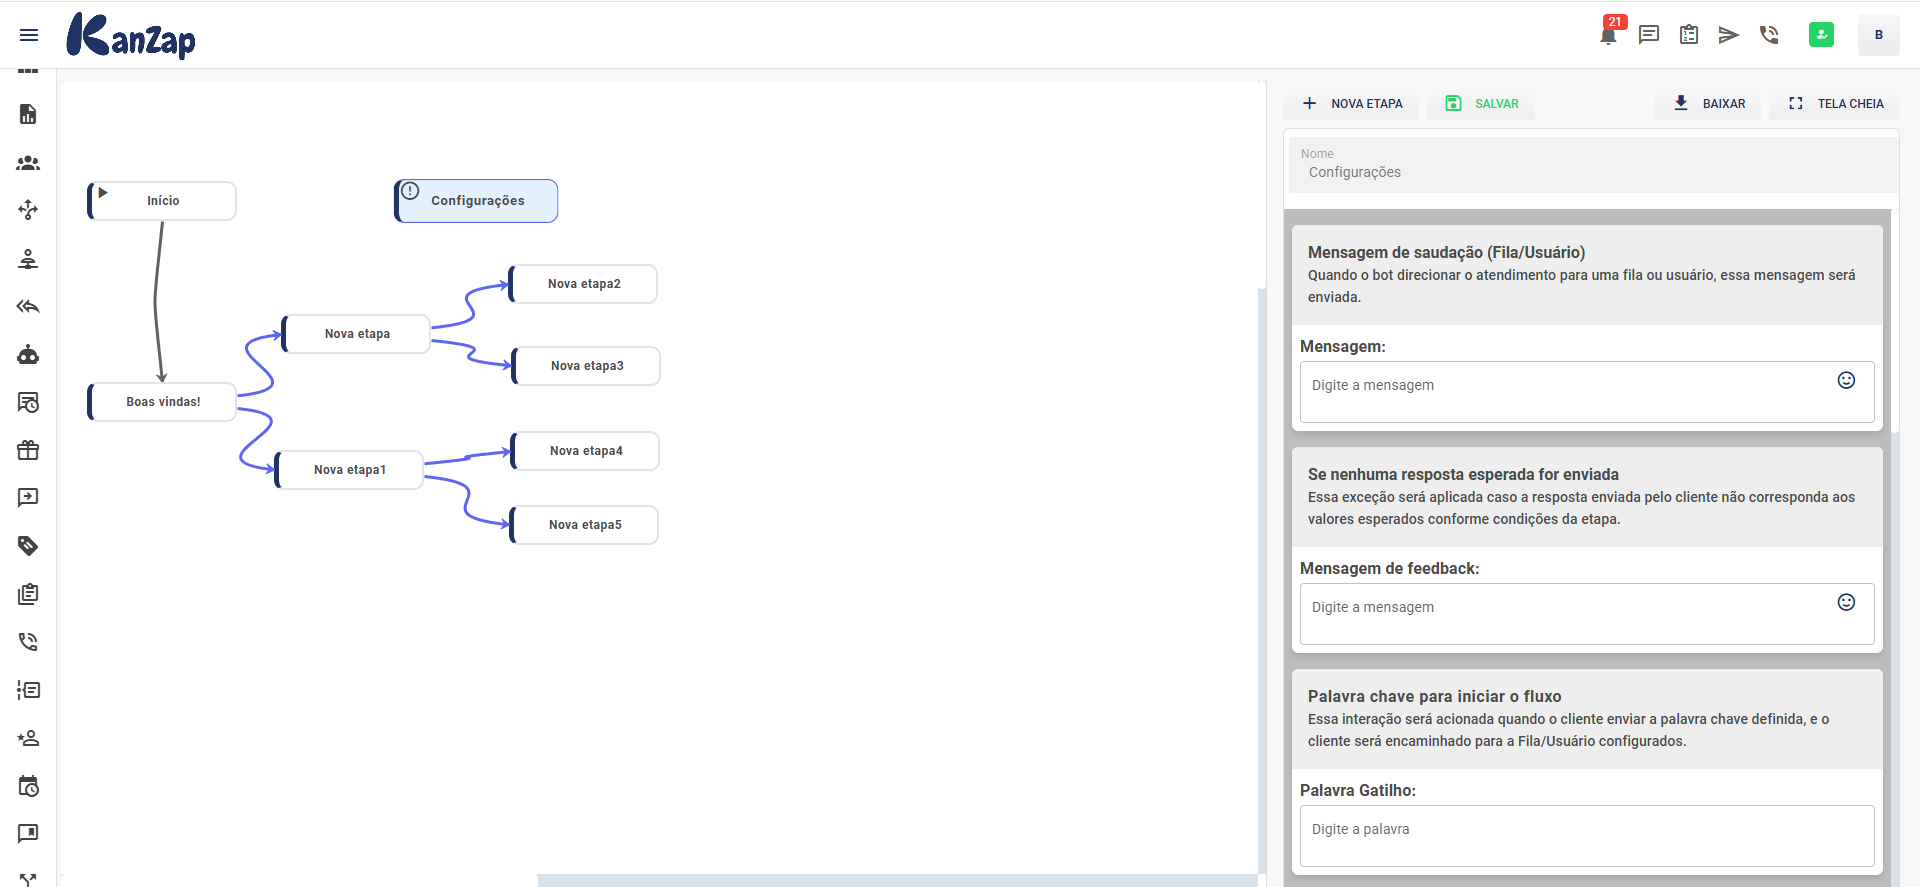 KanZap
21
B
NOVA ETAPA
SALVAR
BAIXAR
TELA CHEIA
Início
Configurações
Nova etapa2
Nova etapa
Nova etapa3
Boas vindas!
Nova etapa4
Nova etapa1
Nova etapa5
Nome
Configurações
Mensagem de saudação (Fila/Usuário)
Quando o bot direcionar o atendimento para uma fila ou usuário, essa mensagem será
enviada.
Mensagem:
Digite a mensagem
Se nenhuma resposta esperada for enviada
Essa exceção será aplicada caso a resposta enviada pelo cliente não corresponda aos
valores esperados conforme condições da etapa.
Mensagem de feedback:
Digite a mensagem
Palavra chave para iniciar o fluxo
Essa interação será acionada quando o cliente enviar a palavra chave definida, e o
cliente será encaminhado para a Fila/Usuário configurados.
Palavra Gatilho:
Digite a palavra